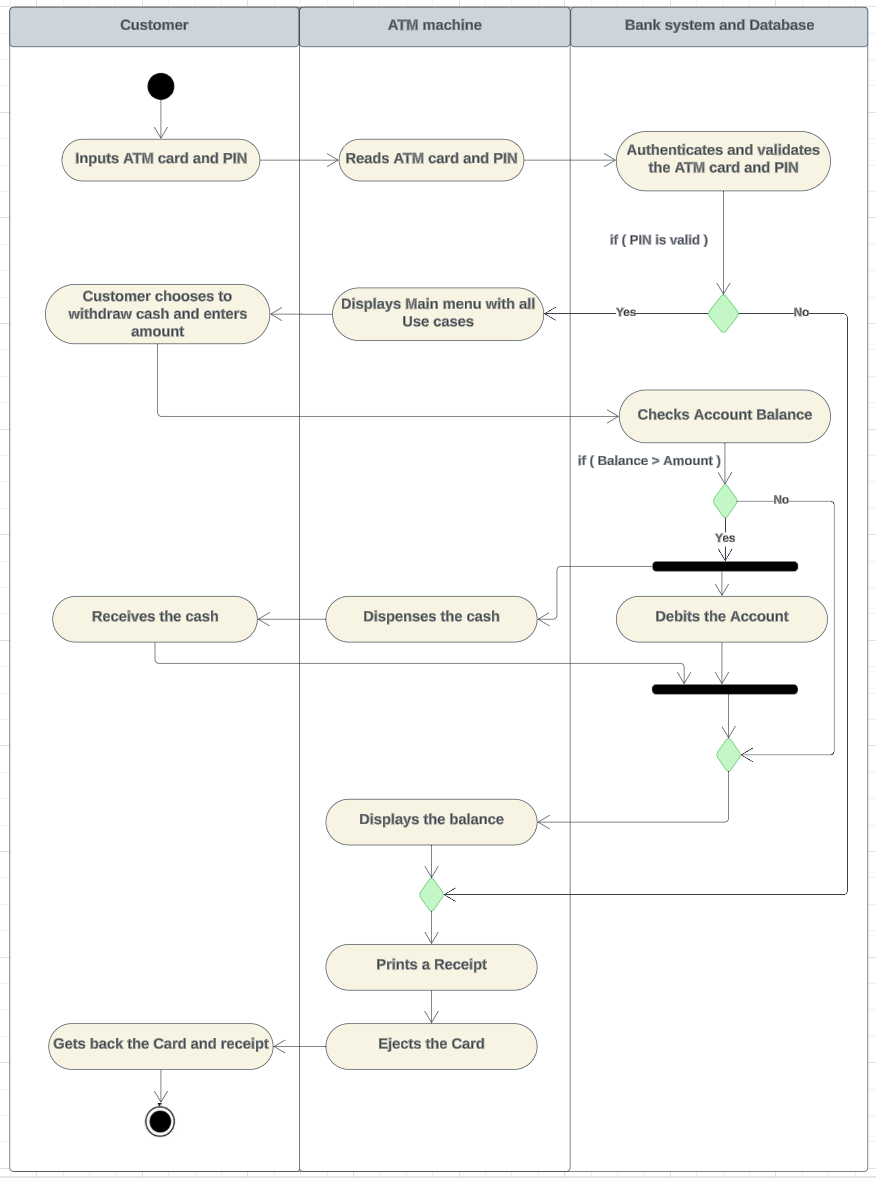 Customer
ATM machine
Bank system and Database
Inputs ATM card and PIN
Reads ATM card and PIN
Authenticates and validates
the ATM card and PIN
if ( PIN is valid )
Customer chooses to
withdraw cash and enters
amount
Displays Main menu with all
Use cases
Yes
No
Checks Account Balance
if ( Balance > Amount )
No
Yes
Receives the cash
Dispenses the cash
Debits the Account
Displays the balance
Prints a Receipt
Gets back the Card and receipt
Ejects the Card